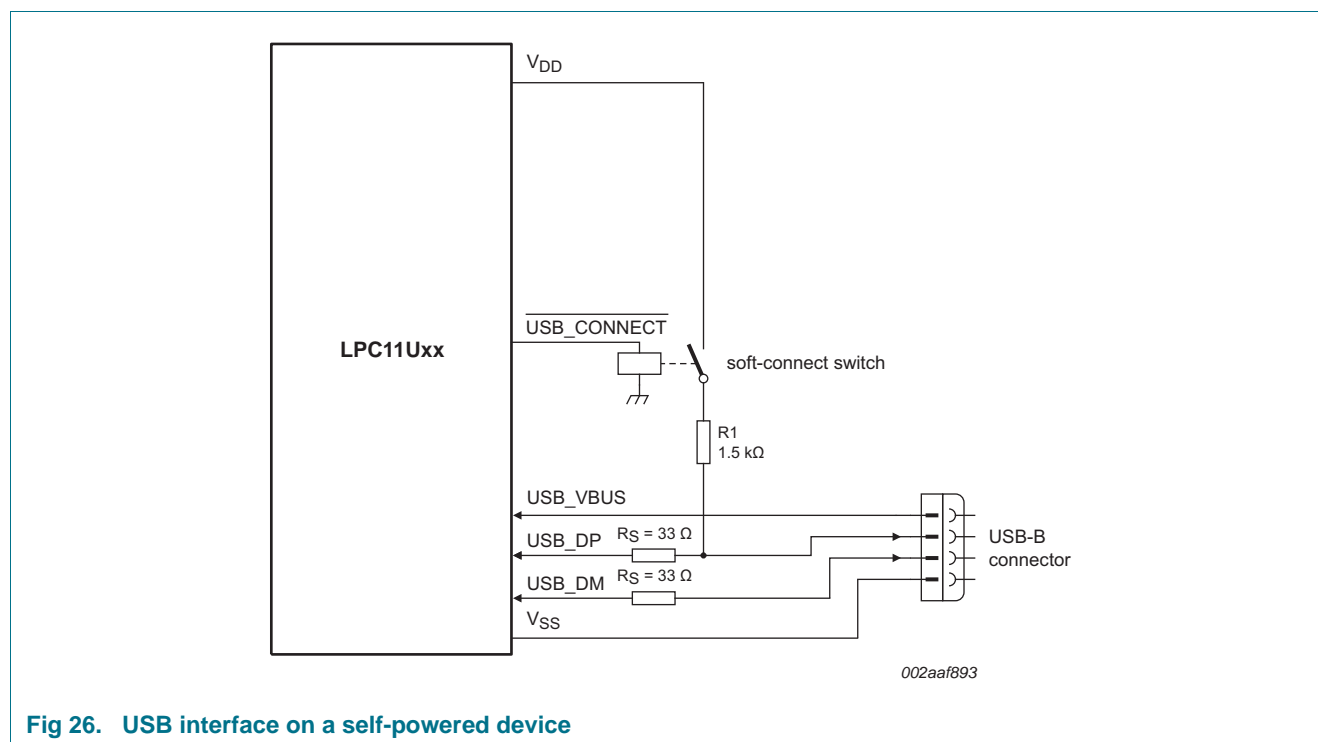 VDD
USB_CONNECT
LPC11Uxx
soft-connect switch
R1
1.5 kΩ
USB_VBUS
USB_DP
RS = 33 Ω
USB-B
connector
USB_DM
RS = 33 Ω
VSS
002aaf893
Fig 26. USB interface on a self-powered device